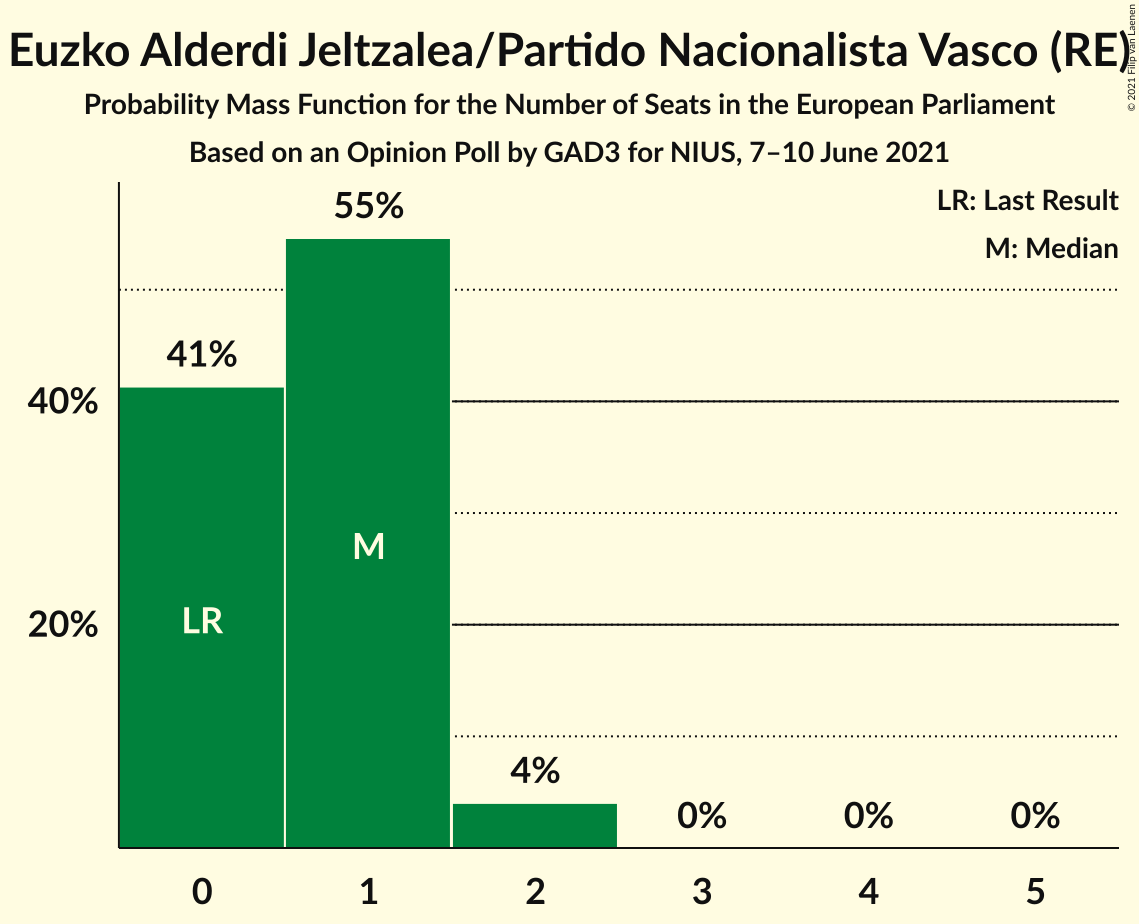 Euzko Alderdi Jeltzalea/Partido Nacionalista Vasco (RE)
© 2021 Filip van Laenen
Probability Mass Function for the Number of Seats in the European Parliament
Based on an Opinion Poll by GAD3 for NIUS, 7–10 June 2021
LR: Last Result
M: Median
55%
41%
40%
M
LR
20%
4%
0%
0%
0%
0
1
2
3
4
5